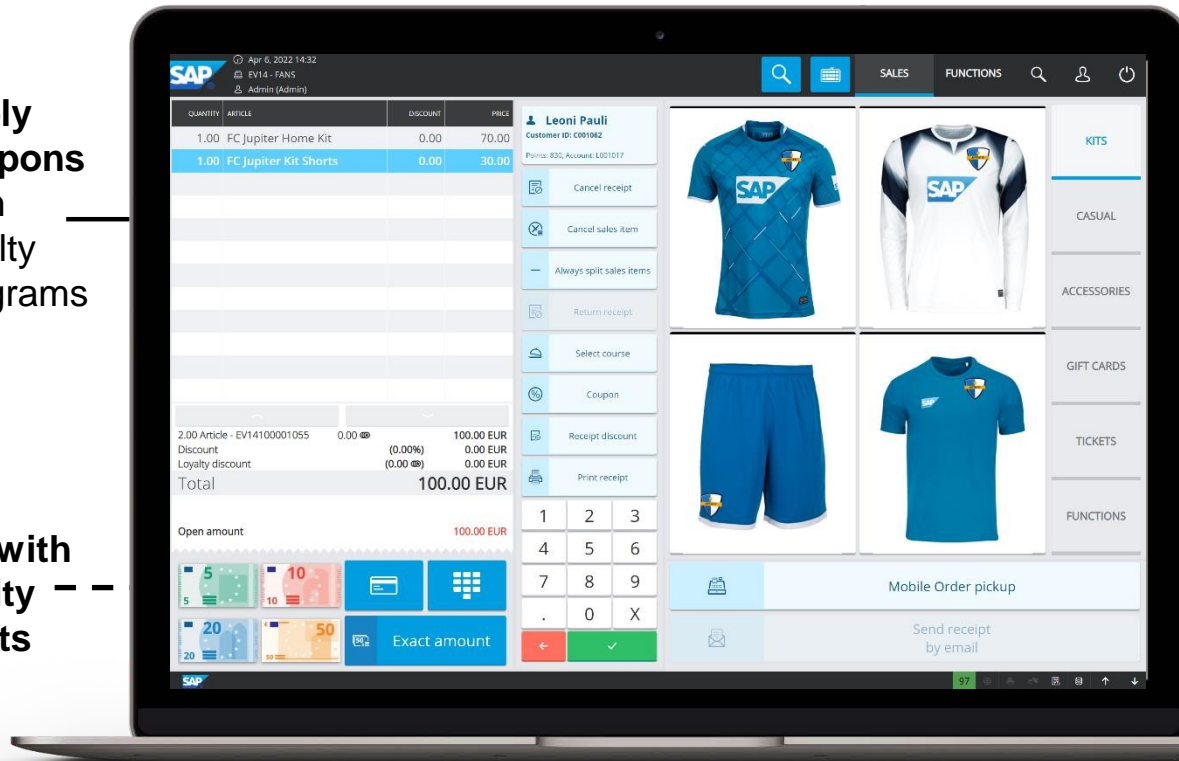 ly
pons
n
lty
grams
with
lty
ts
SAP
Apr 6, 2022 14:32
EV14 - FANS
Admin (Admin)
SALES
FUNCTIONS
QUANTITY ARTICLE DISCOUNT PRICE
1.00 FC Jupiter Home Kit 0.00 70.00
1.00 FC Jupiter Kit Shorts 0.00 30.00
2.00 Article - EV14100001055 0.00 100.00 EUR
Discount (0.00%) 0.00 EUR
Loyalty discount (0.00) 0.00 EUR
Total 100.00 EUR
Open amount 100.00 EUR
5 5
10 10
20 20
50 50
50 Exact amount
Leoni Pauli
Customer ID: C001062
Points: 830, Account: L001017
Cancel receipt
Cancel sales item
Always split sales items
Return receipt
Select course
Coupon
Receipt discount
Print receipt
1 2 3
4 5 6
7 8 9
. 0 X
SAP
SAP
SAP
KITS
CASUAL
ACCESSORIES
GIFT CARDS
TICKETS
FUNCTIONS
Mobile Order pickup
Send receipt
by email
SAP
97